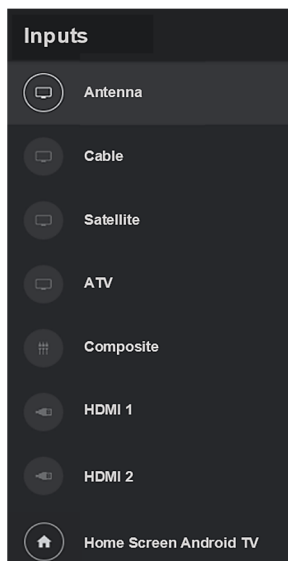 Inputs
Antenna
Cable
Satellite
ATV
Composite
HDMI 1
HDMI 2
Home Screen Android TV